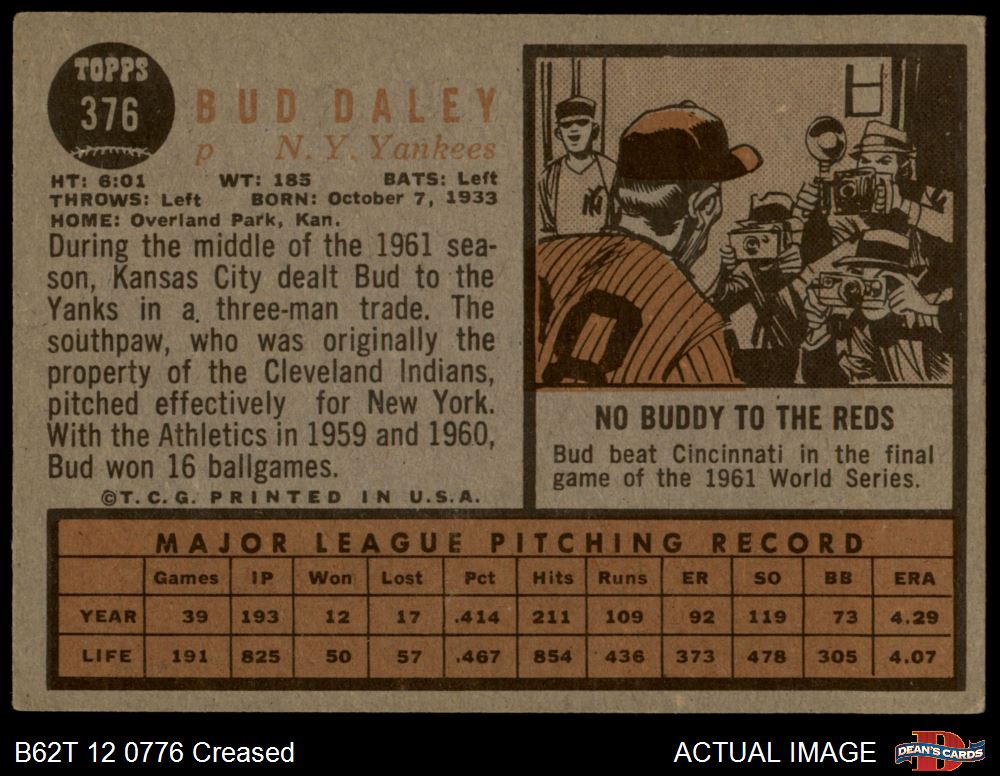 TOPPS
376
BUD DALEY
p N. Y. Yankees
HT: 6:01 WT: 185 BATS: Left
THROWS: Left BORN: October 7, 1933
HOME: Overland Park, Kan.
During the middle of the 1961 sea-
son, Kansas City dealt Bud to the
Yanks in a three-man trade. The
southpaw, who was originally the
property of the Cleveland Indians,
pitched effectively for New York.
With the Athletics in 1959 and 1960,
Bud won 16 ballgames.
©T. C. G. PRINTED IN U.S.A.
NY
NO BUDDY TO THE REDS
Bud beat Cincinnati in the final
game of the 1961 World Series.
MAJOR LEAGUE PITCHING RECORD
Games IP Won Lost Pct Hits Runs ER SO BB ERA
YEAR 39 193 12 17 .414 211 109 92 119 73 4.29
LIFE 191 825 50 57 .467 854 436 373 478 305 4.07
B62T 12 0776 Creased
ACTUAL IMAGE
DEAN'S CARDS